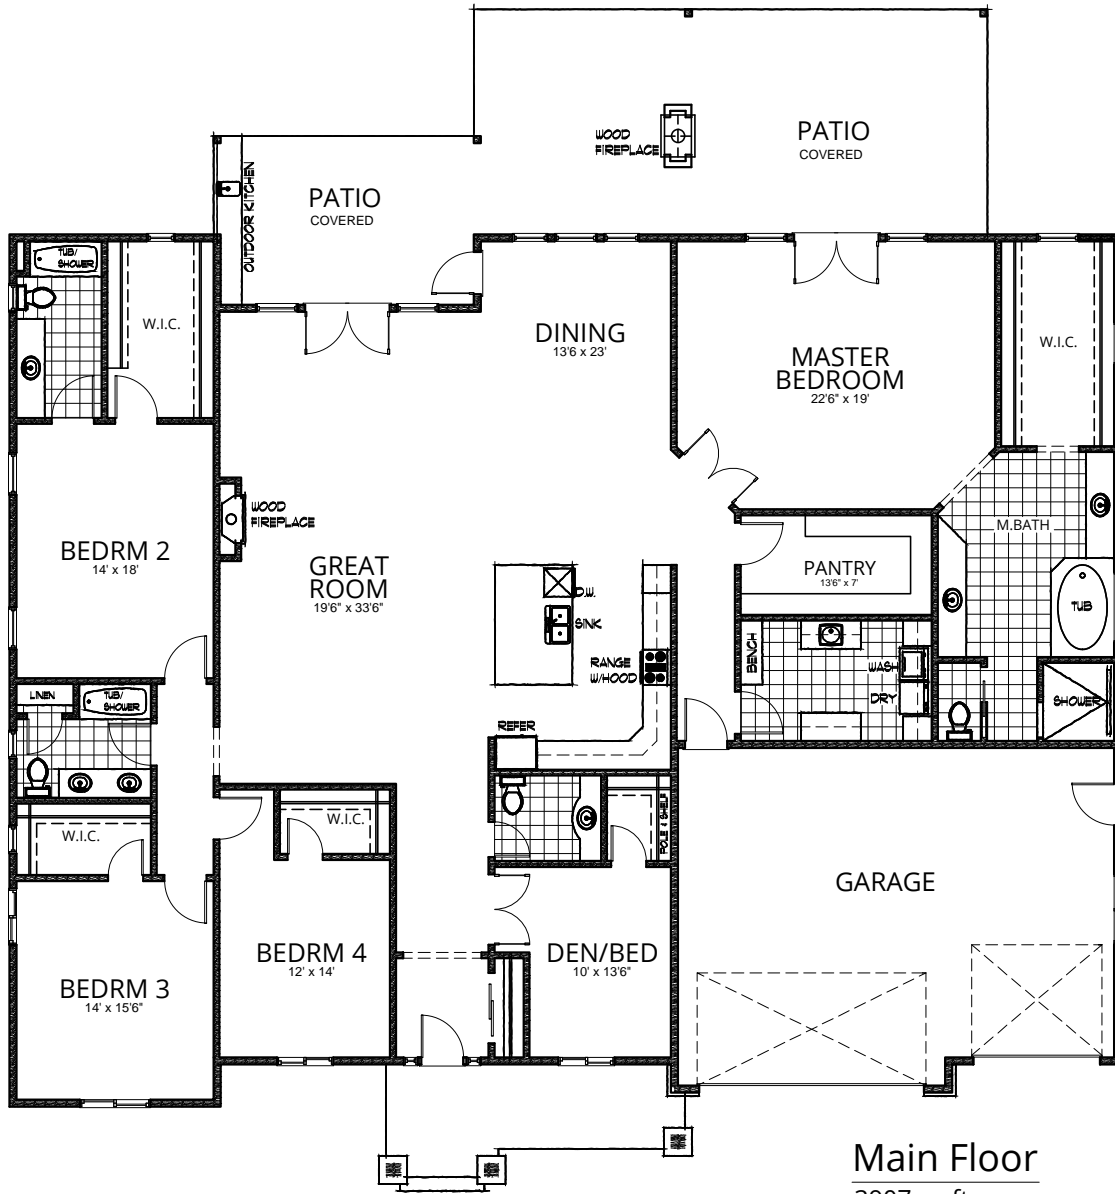 WOOD
FIREPLACE
PATIO
COVERED
OUTDOOR KITCHEN
PATIO
COVERED
TUB/
SHOWER
W.I.C.
DINING
13'6 x 23'
MASTER
BEDROOM
22'6" x 19'
W.I.C.
WOOD
FIREPLACE
BEDRM 2
14' x 18'
GREAT
ROOM
19'6" x 33'6"
D.W.
SINK
RANGE
W/HOOD
REFER
PANTRY
13'6" x 7'
M.BATH
TUB
BENCH
WASH
DRY
SHOWER
LINEN
TUB/
SHOWER
W.I.C.
W.I.C.
POLE & SHELF
GARAGE
BEDRM 3
14' x 15'6"
BEDRM 4
12' x 14'
DEN/BED
10' x 13'6"
Main Floor